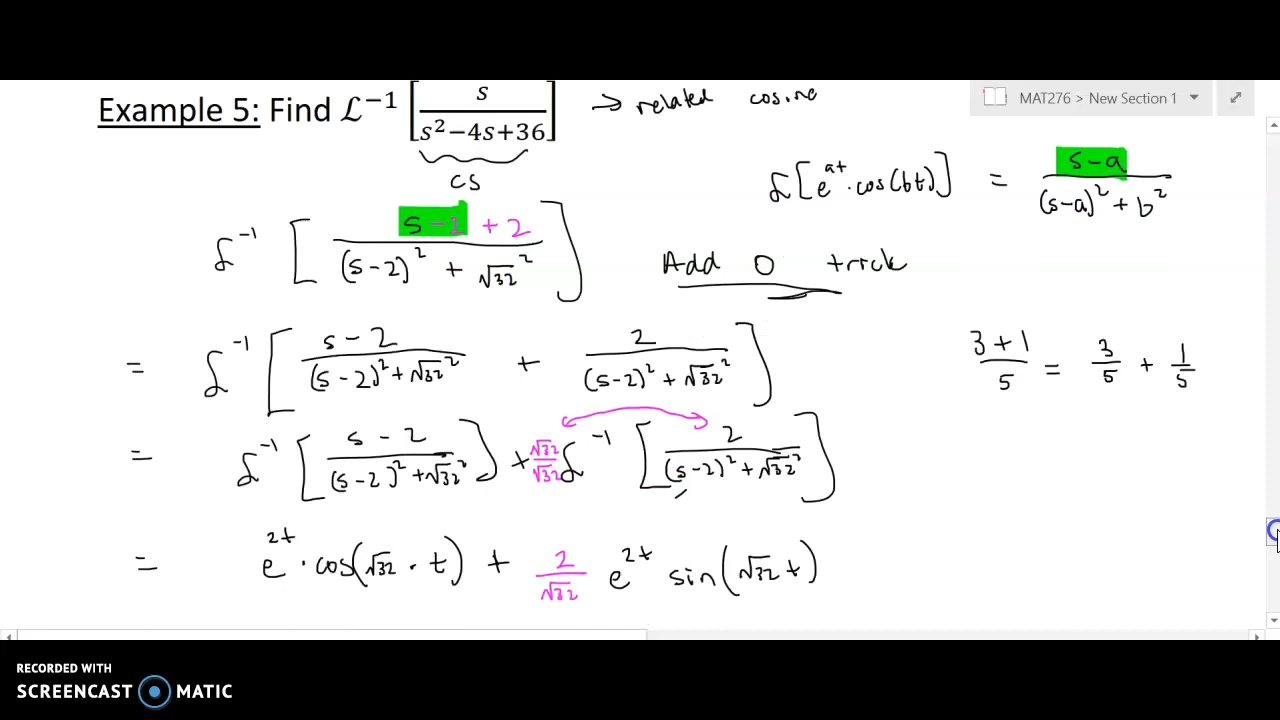 Example 5: Find ℒ⁻¹ [s / (s²−4s+36)] → related cosine
MAT276 > New Section 1
CS
ℒ[e^(at) · cos(bt)] = (s−a) / ((s−a)² + b²)
ℒ⁻¹ [(s−2 +2) / ((s−2)² + √32²)]
Add 0 trick
= ℒ⁻¹ [(s−2) / ((s−2)² + √32²) + 2 / ((s−2)² + √32²)]
(3+1)/5 = 3/5 + 1/5
= ℒ⁻¹ [(s−2) / ((s−2)² + √32²)] + √32/√32 ℒ⁻¹ [2 / ((s−2)² + √32²)]
= e^(2t) · cos(√32 · t) + 2/√32 e^(2t) sin(√32 t)
RECORDED WITH
SCREENCAST MATIC